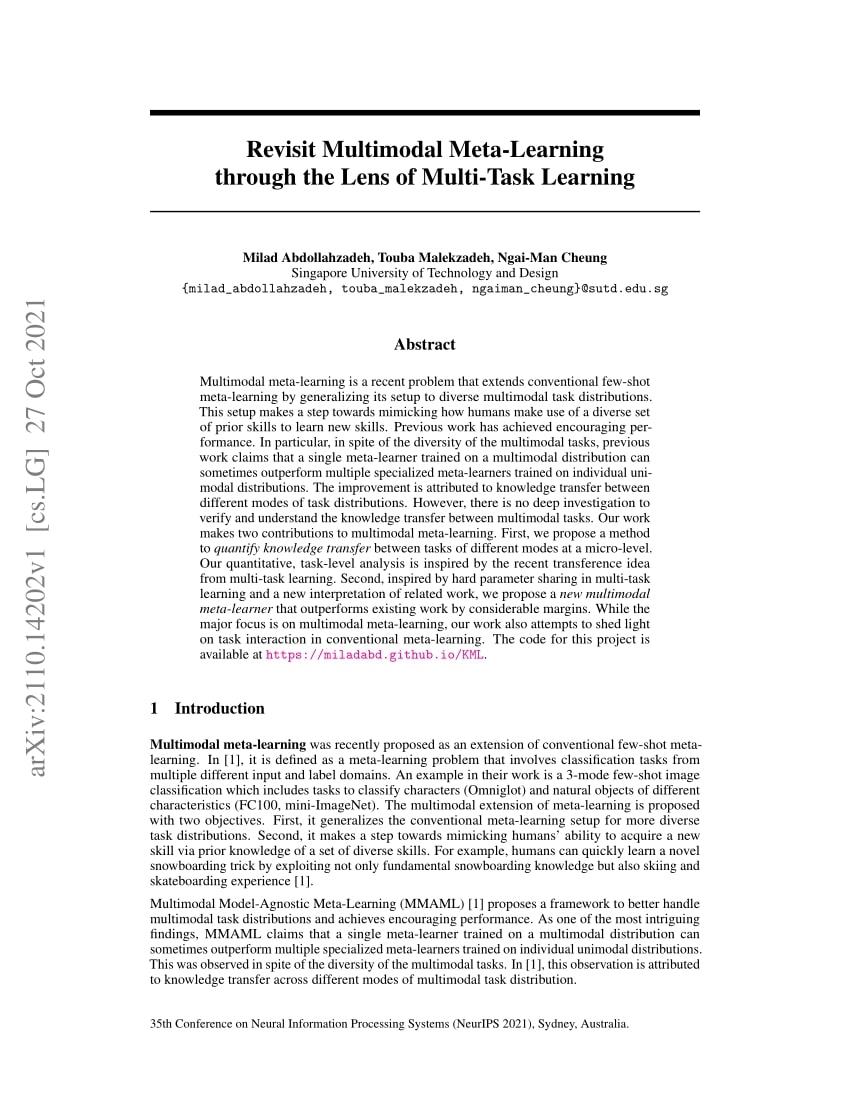 Revisit Multimodal Meta-Learning
through the Lens of Multi-Task Learning
Milad Abdollahzadeh, Touba Malekzadeh, Ngai-Man Cheung
Singapore University of Technology and Design
{milad_abdollahzadeh, touba_malekzadeh, ngaiman_cheung}@sutd.edu.sg
arXiv:2110.14202v1 [cs.LG] 27 Oct 2021
Abstract
Multimodal meta-learning is a recent problem that extends conventional few-shot
meta-learning by generalizing its setup to diverse multimodal task distributions.
This setup makes a step towards mimicking how humans make use of a diverse set
of prior skills to learn new skills. Previous work has achieved encouraging per-
formance. In particular, in spite of the diversity of the multimodal tasks, previous
work claims that a single meta-learner trained on a multimodal distribution can
sometimes outperform multiple specialized meta-learners trained on individual uni-
modal distributions. The improvement is attributed to knowledge transfer between
different modes of task distributions. However, there is no deep investigation to
verify and understand the knowledge transfer between multimodal tasks. Our work
makes two contributions to multimodal meta-learning. First, we propose a method
to quantify knowledge transfer between tasks of different modes at a micro-level.
Our quantitative, task-level analysis is inspired by the recent transference idea
from multi-task learning. Second, inspired by hard parameter sharing in multi-task
learning and a new interpretation of related work, we propose a new multimodal
meta-learner that outperforms existing work by considerable margins. While the
major focus is on multimodal meta-learning, our work also attempts to shed light
on task interaction in conventional meta-learning. The code for this project is
available at https://miladabd.github.io/KML.
1 Introduction
Multimodal meta-learning was recently proposed as an extension of conventional few-shot meta-
learning. In [1], it is defined as a meta-learning problem that involves classification tasks from
multiple different input and label domains. An example in their work is a 3-mode few-shot image
classification which includes tasks to classify characters (Omniglot) and natural objects of different
characteristics (FC100, mini-ImageNet). The multimodal extension of meta-learning is proposed
with two objectives. First, it generalizes the conventional meta-learning setup for more diverse
task distributions. Second, it makes a step towards mimicking humans' ability to acquire a new
skill via prior knowledge of a set of diverse skills. For example, humans can quickly learn a novel
snowboarding trick by exploiting not only fundamental snowboarding knowledge but also skiing and
skateboarding experience [1].
Multimodal Model-Agnostic Meta-Learning (MMAML) [1] proposes a framework to better handle
multimodal task distributions and achieves encouraging performance. As one of the most intriguing
findings, MMAML claims that a single meta-learner trained on a multimodal distribution can
sometimes outperform multiple specialized meta-learners trained on individual unimodal distributions.
This was observed in spite of the diversity of the multimodal tasks. In [1], this observation is attributed
to knowledge transfer across different modes of multimodal task distribution.
35th Conference on Neural Information Processing Systems (NeurIPS 2021), Sydney, Australia.